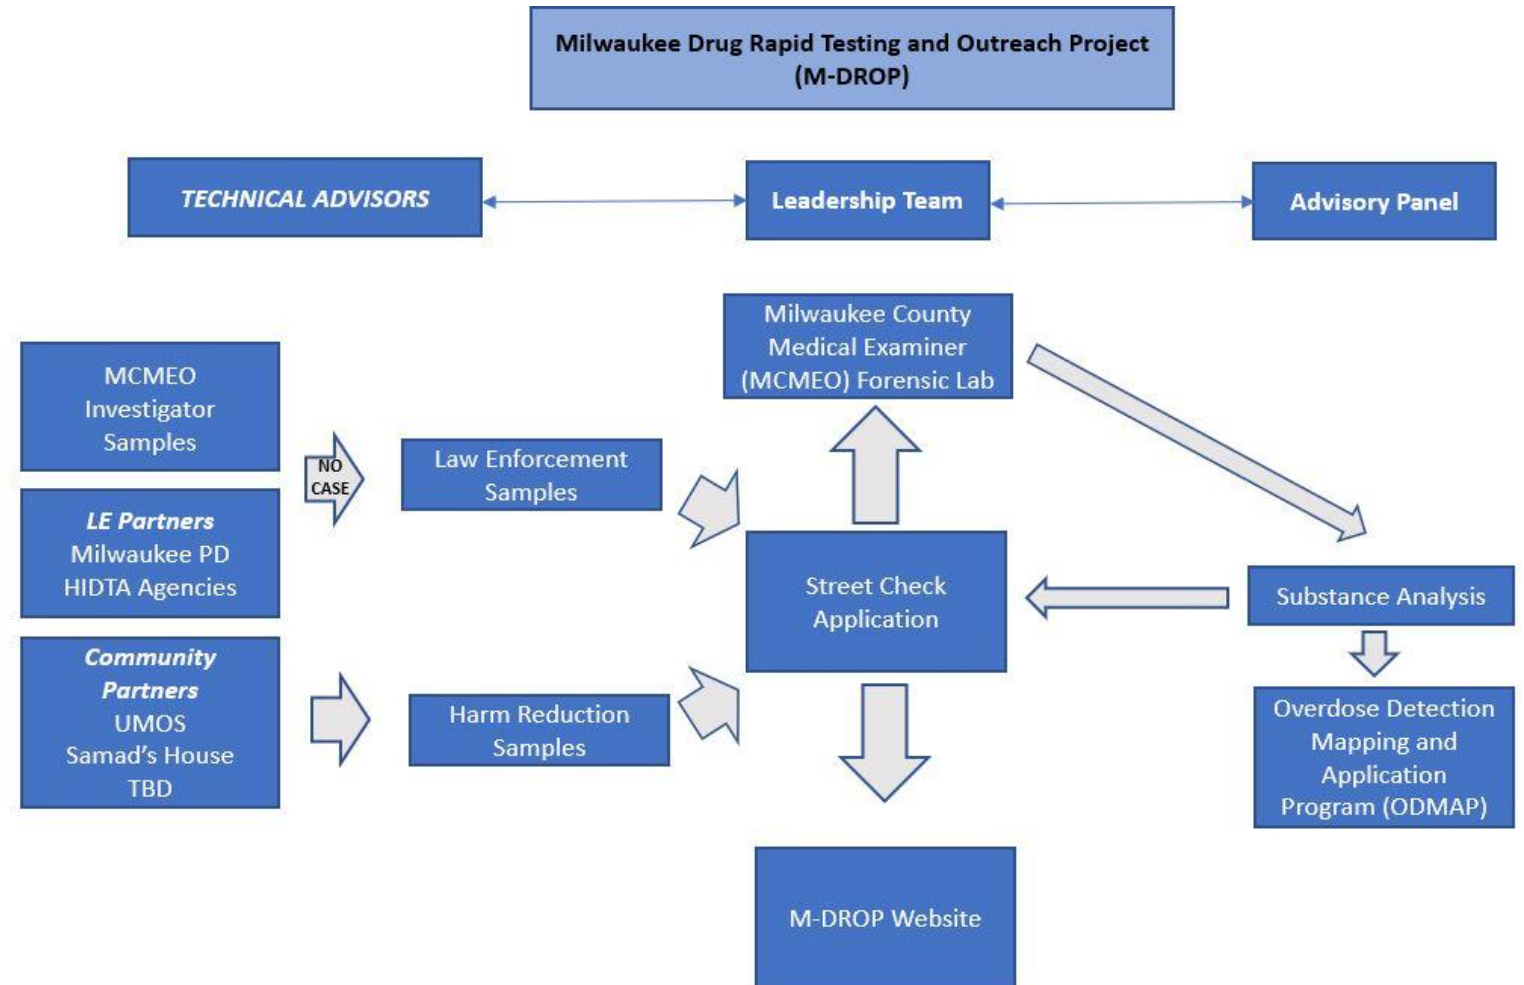 Milwaukee Drug Rapid Testing and Outreach Project
(M-DROP)
TECHNICAL ADVISORS
Leadership Team
Advisory Panel
Milwaukee County
Medical Examiner
(MCMEO) Forensic Lab
MCMEO
Investigator
Samples
NO
CASE
Law Enforcement
Samples
LE Partners
Milwaukee PD
HIDTA Agencies
Street Check
Application
Substance Analysis
Community
Partners
UMOS
Samad's House
TBD
Harm Reduction
Samples
Overdose Detection
Mapping and
Application
Program (ODMAP)
M-DROP Website